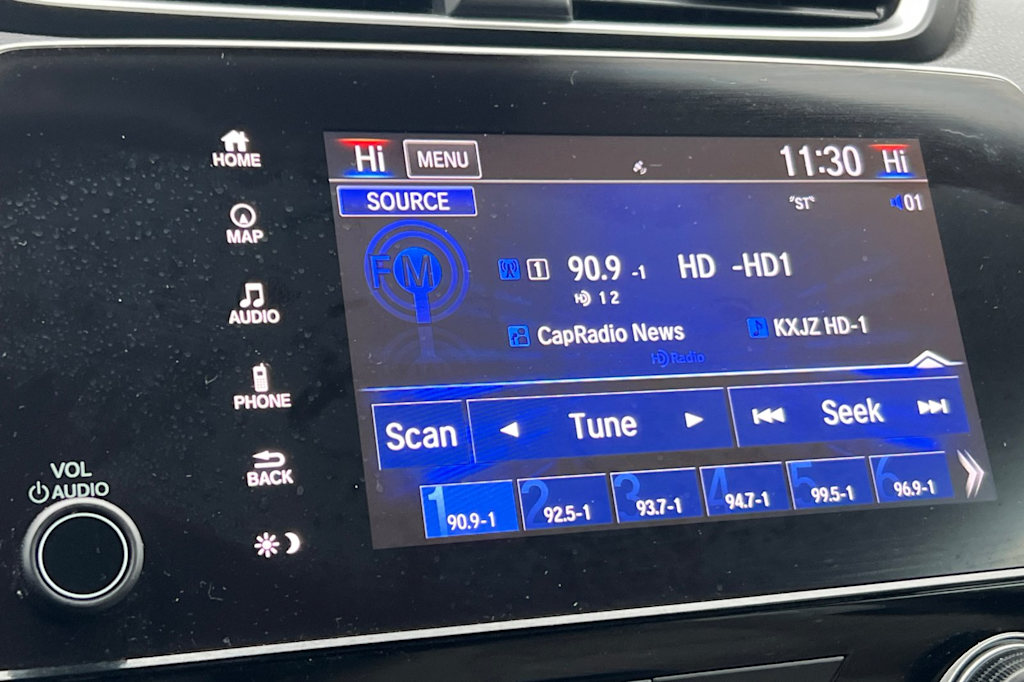 HOME
MAP
AUDIO
PHONE
BACK
VOL
AUDIO
Hi MENU 11:30 Hi
SOURCE "ST" 01
FM 1 90.9 -1 HD -HD1
HD 1 2
CapRadio News KXJZ HD-1
HD Radio
Scan Tune Seek
1 90.9-1 2 92.5-1 3 93.7-1 4 94.7-1 5 99.5-1 6 96.9-1